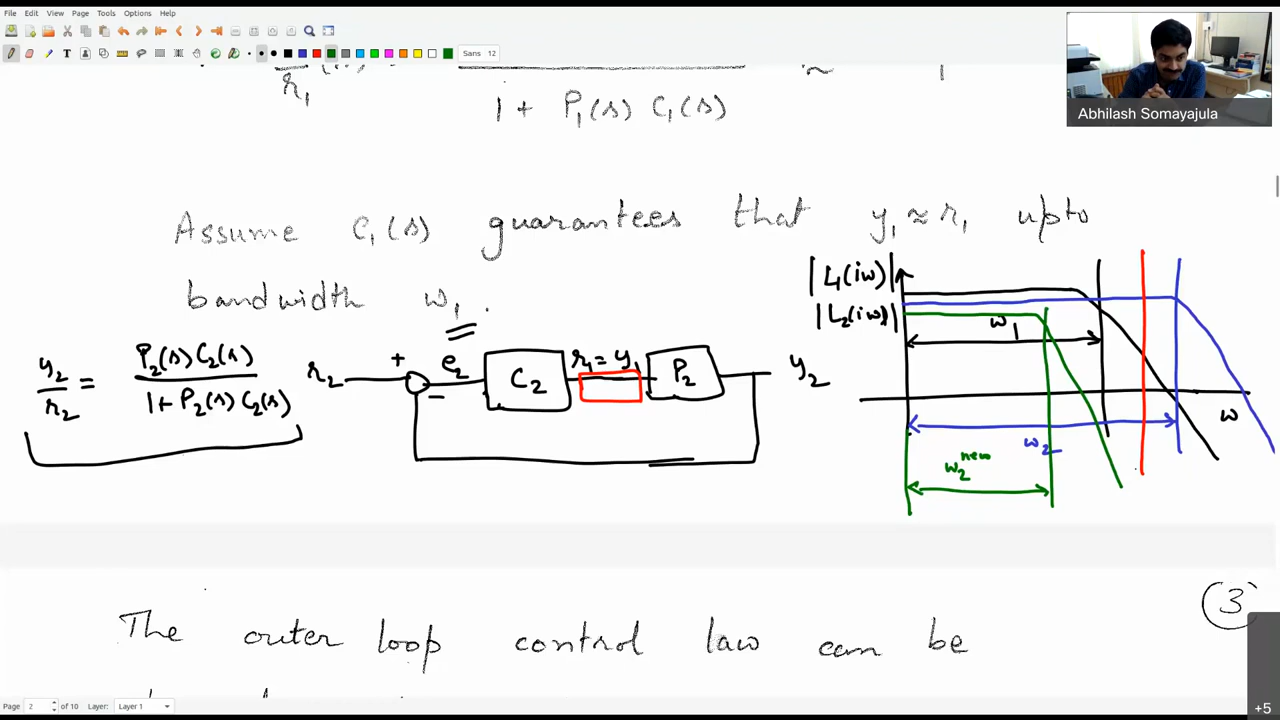 File Edit View Page Tools Options Help
Sans 12
r₁
1 + P₁(s) C₁(s)
Abhilash Somayajula
Assume C₁(s) guarantees that y₁ ≈ r₁ upto
bandwidth ω₁.
|L₁(iω)|
|L₂(iω)|
ω₁
y₂/r₂ = P₂(s)C₂(s) / 1+P₂(s)C₂(s)
r₂ + − e₂ C₂ r₁ = y₁ P₂ y₂
ω
ω₂
ω₂ⁿᵉʷ
3
The outer loop control law can be
Page 2 of 10 Layer: Layer 1
+5